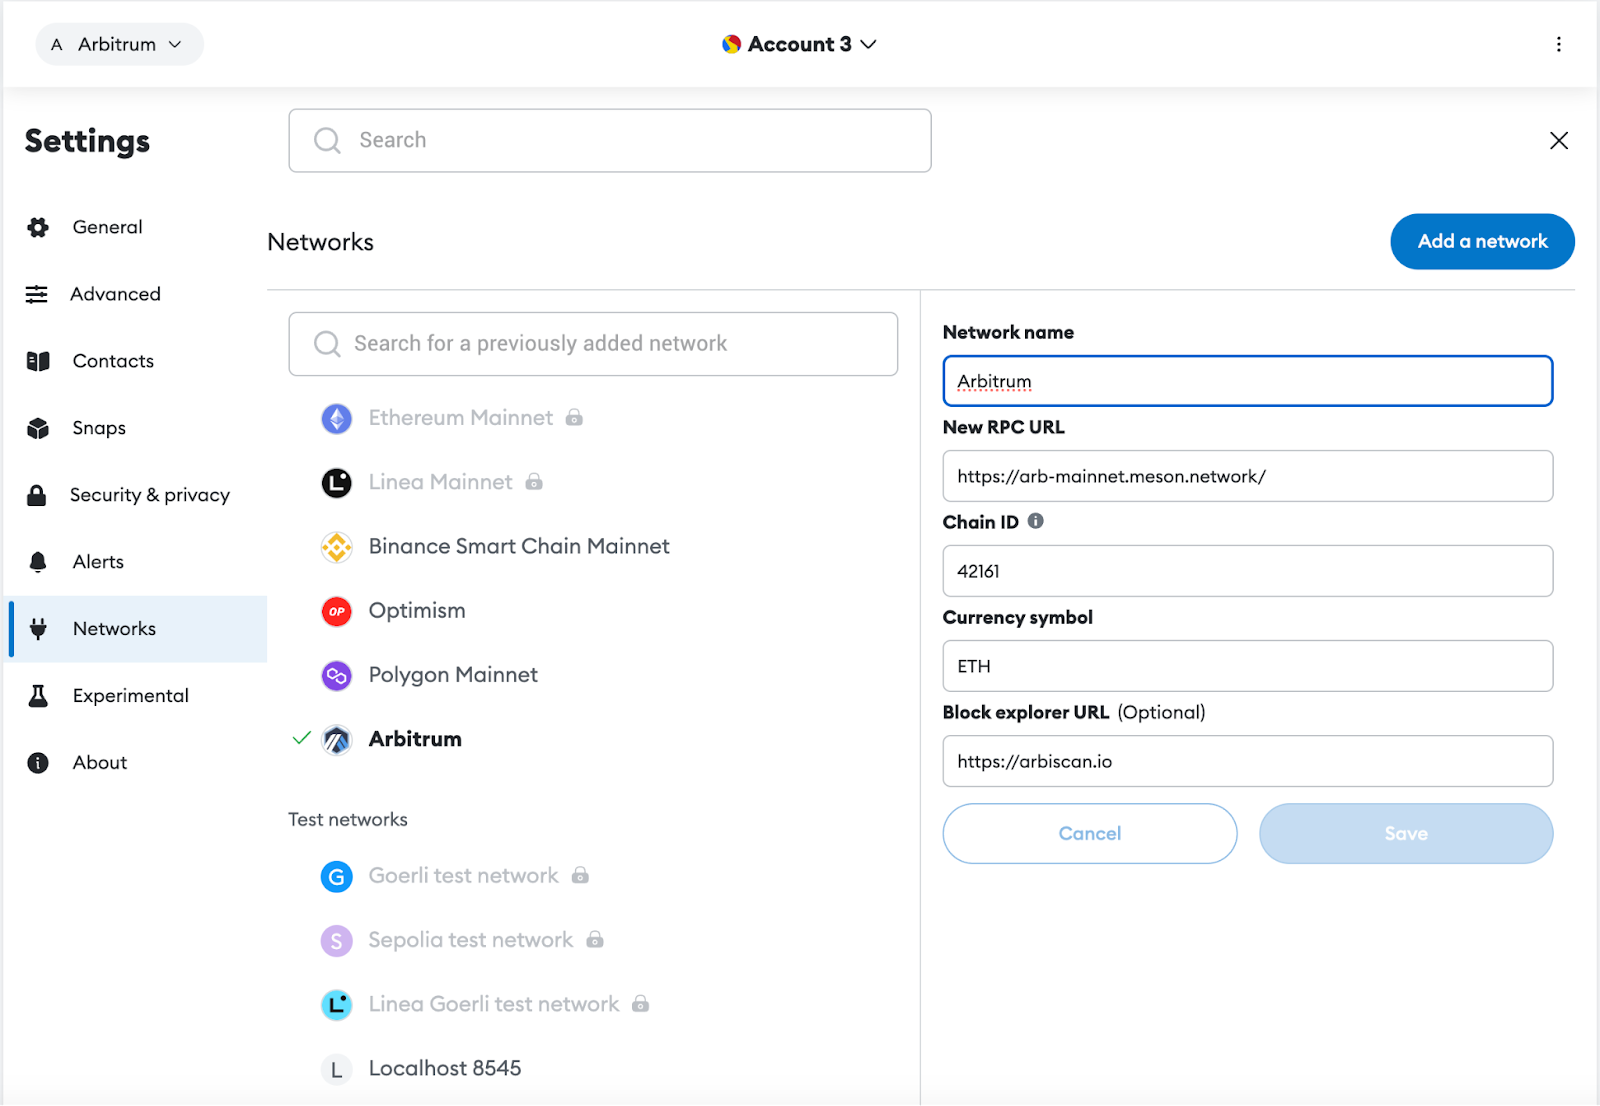 A Arbitrum
Account 3
Settings
Search
General
Advanced
Contacts
Snaps
Security & privacy
Alerts
Networks
Experimental
About
Networks
Add a network
Search for a previously added network
Ethereum Mainnet
L Linea Mainnet
Binance Smart Chain Mainnet
OP Optimism
Polygon Mainnet
Arbitrum
Test networks
G Goerli test network
S Sepolia test network
L Linea Goerli test network
L Localhost 8545
Network name
Arbitrum
New RPC URL
https://arb-mainnet.meson.network/
Chain ID
42161
Currency symbol
ETH
Block explorer URL (Optional)
https://arbiscan.io
Cancel
Save